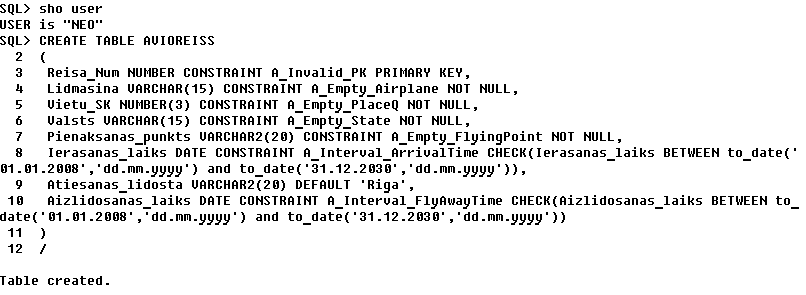 SQL> sho user
USER is "NEO"
SQL> CREATE TABLE AVIOREISS
  2  (
  3   Reisa_Num NUMBER CONSTRAINT A_Invalid_PK PRIMARY KEY,
  4   Lidmasina VARCHAR(15) CONSTRAINT A_Empty_Airplane NOT NULL,
  5   Vietu_SK NUMBER(3) CONSTRAINT A_Empty_PlaceQ NOT NULL,
  6   Valsts VARCHAR(15) CONSTRAINT A_Empty_State NOT NULL,
  7   Pienaksanas_punkts VARCHAR2(20) CONSTRAINT A_Empty_FlyingPoint NOT NULL,
  8   Ierasanas_laiks DATE CONSTRAINT A_Interval_ArrivalTime CHECK(Ierasanas_laiks BETWEEN to_date('
01.01.2008','dd.mm.yyyy') and to_date('31.12.2030','dd.mm.yyyy')),
  9   Atiesanas_lidosta VARCHAR2(20) DEFAULT 'Riga',
 10   Aizlidosanas_laiks DATE CONSTRAINT A_Interval_FlyAwayTime CHECK(Aizlidosanas_laiks BETWEEN to_
date('01.01.2008','dd.mm.yyyy') and to_date('31.12.2030','dd.mm.yyyy'))
 11  )
 12  /
Table created.